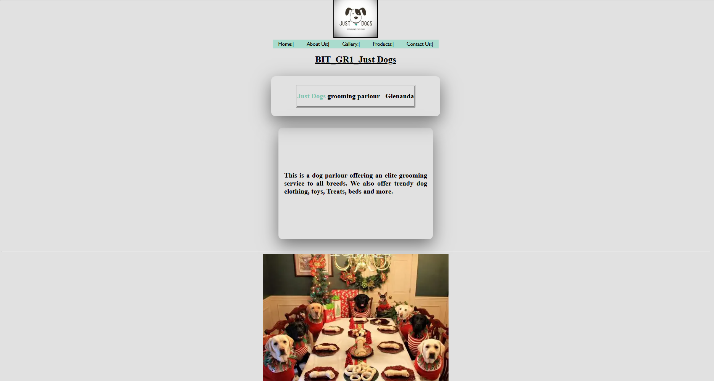 JUST DOGS
Home| About Us| Gallery| Products| Contact Us|
BIT_GR1_Just Dogs
Just Dogs grooming parlour - Glenanda
This is a dog parlour offering an elite grooming
service to all breeds. We also offer trendy dog
clothing, toys, Treats, beds and more.